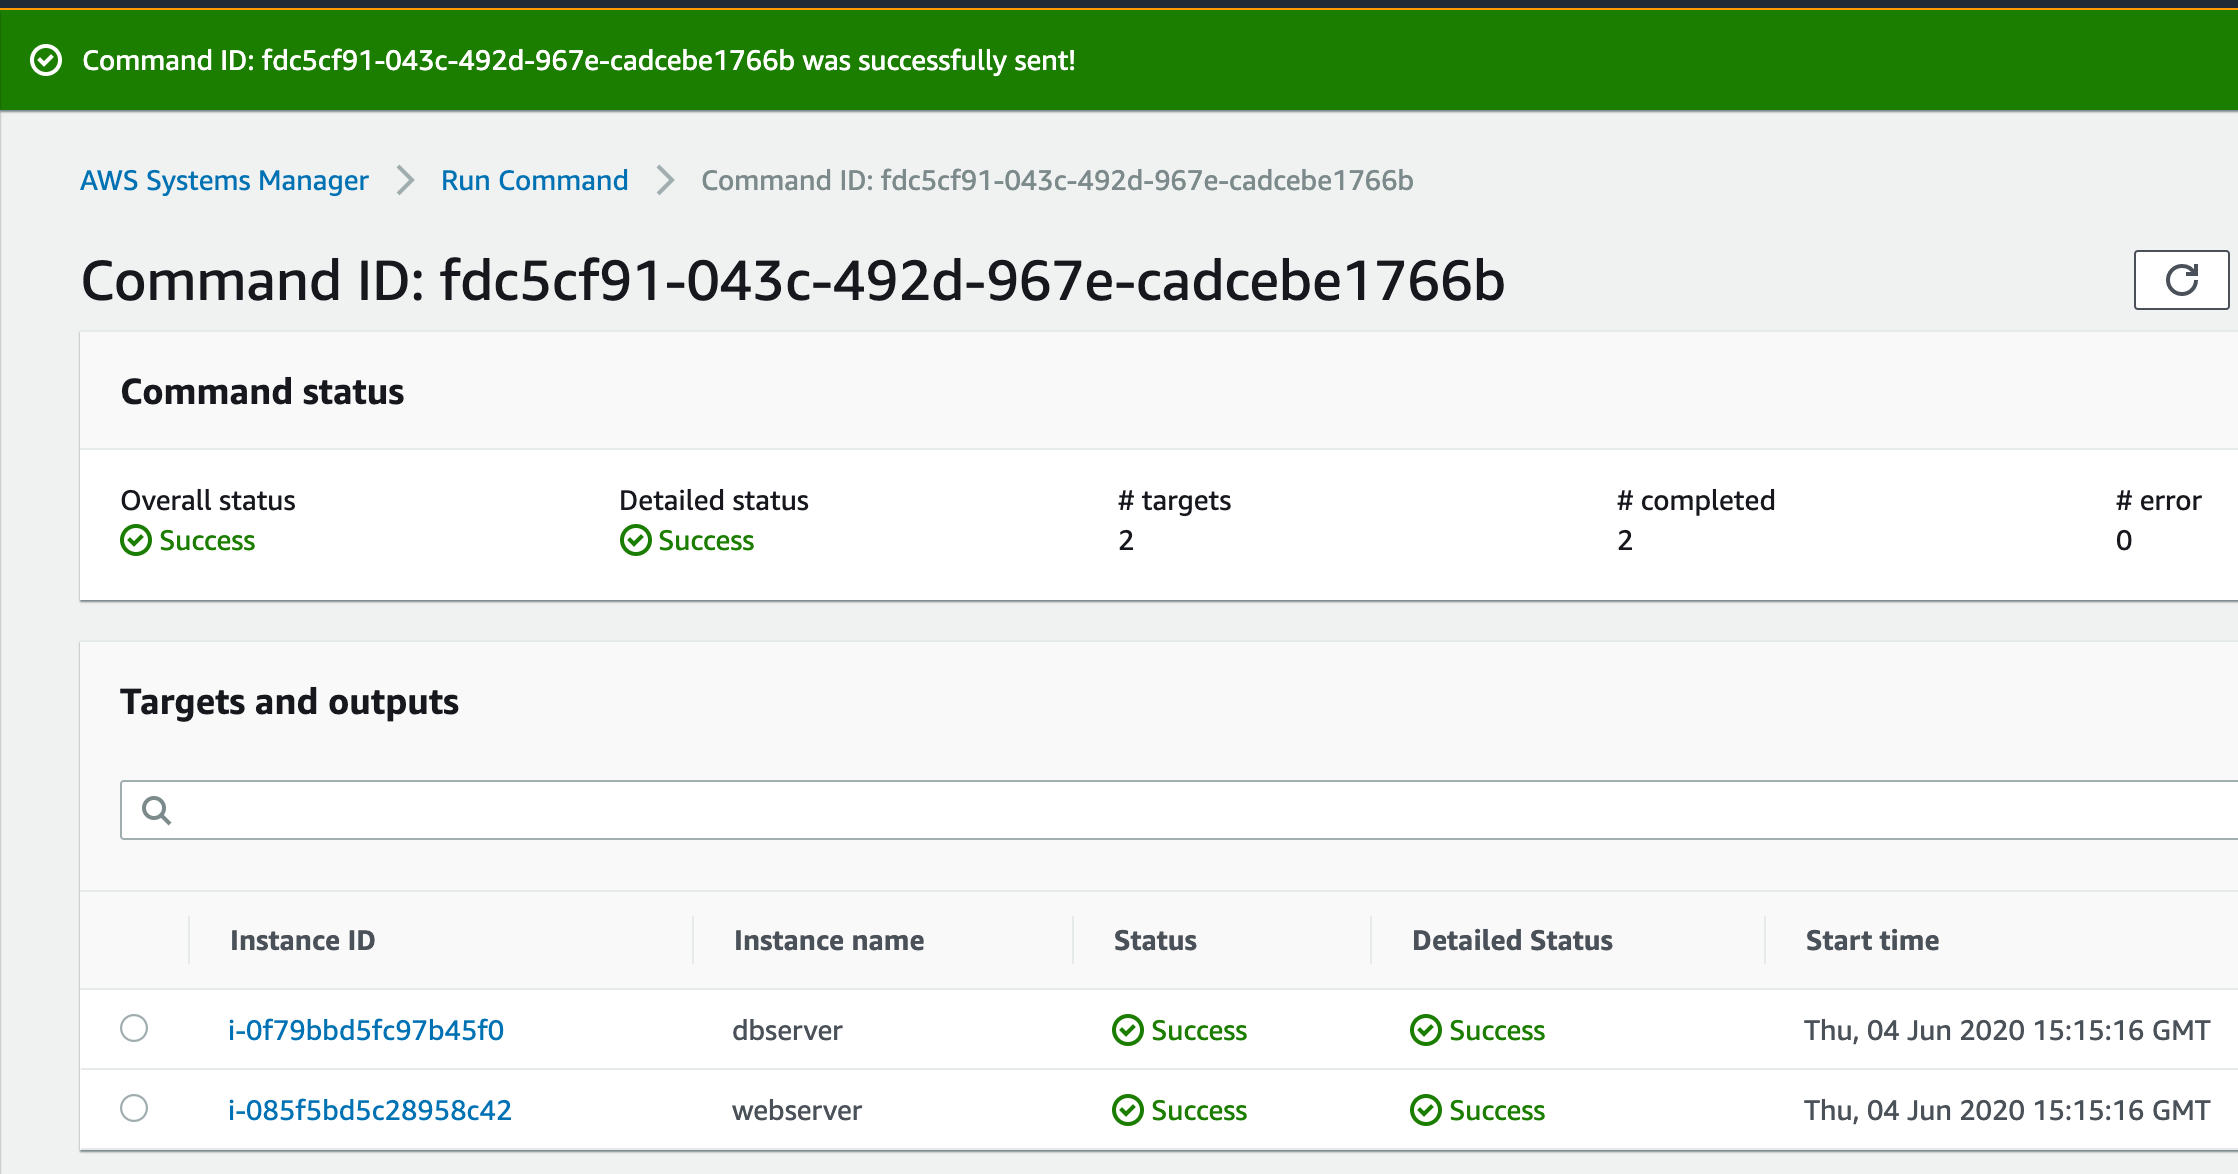 Command ID: fdc5cf91-043c-492d-967e-cadcebe1766b was successfully sent!
AWS Systems Manager > Run Command > Command ID: fdc5cf91-043c-492d-967e-cadcebe1766b
Command ID: fdc5cf91-043c-492d-967e-cadcebe1766b
Command status
Overall status Detailed status # targets # completed # error
Success Success 2 2 0
Targets and outputs
Instance ID Instance name Status Detailed Status Start time
i-0f79bbd5fc97b45f0 dbserver Success Success Thu, 04 Jun 2020 15:15:16 GMT
i-085f5bd5c28958c42 webserver Success Success Thu, 04 Jun 2020 15:15:16 GMT